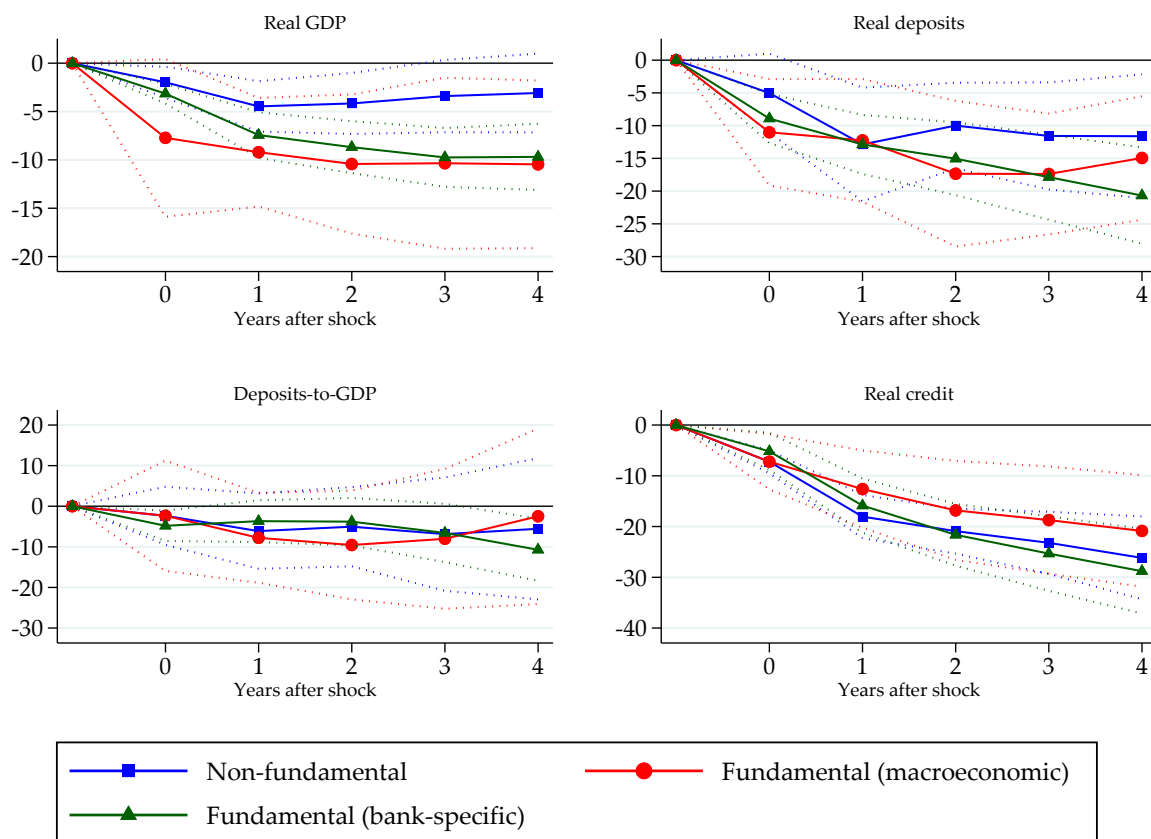 Real GDP
0
-5
-10
-15
-20
0 1 2 3 4
Years after shock
Real deposits
0
-5
-10
-15
-20
-25
-30
0 1 2 3 4
Years after shock
Deposits-to-GDP
20
10
0
-10
-20
-30
0 1 2 3 4
Years after shock
Real credit
0
-10
-20
-30
-40
0 1 2 3 4
Years after shock
Non-fundamental
Fundamental (macroeconomic)
Fundamental (bank-specific)